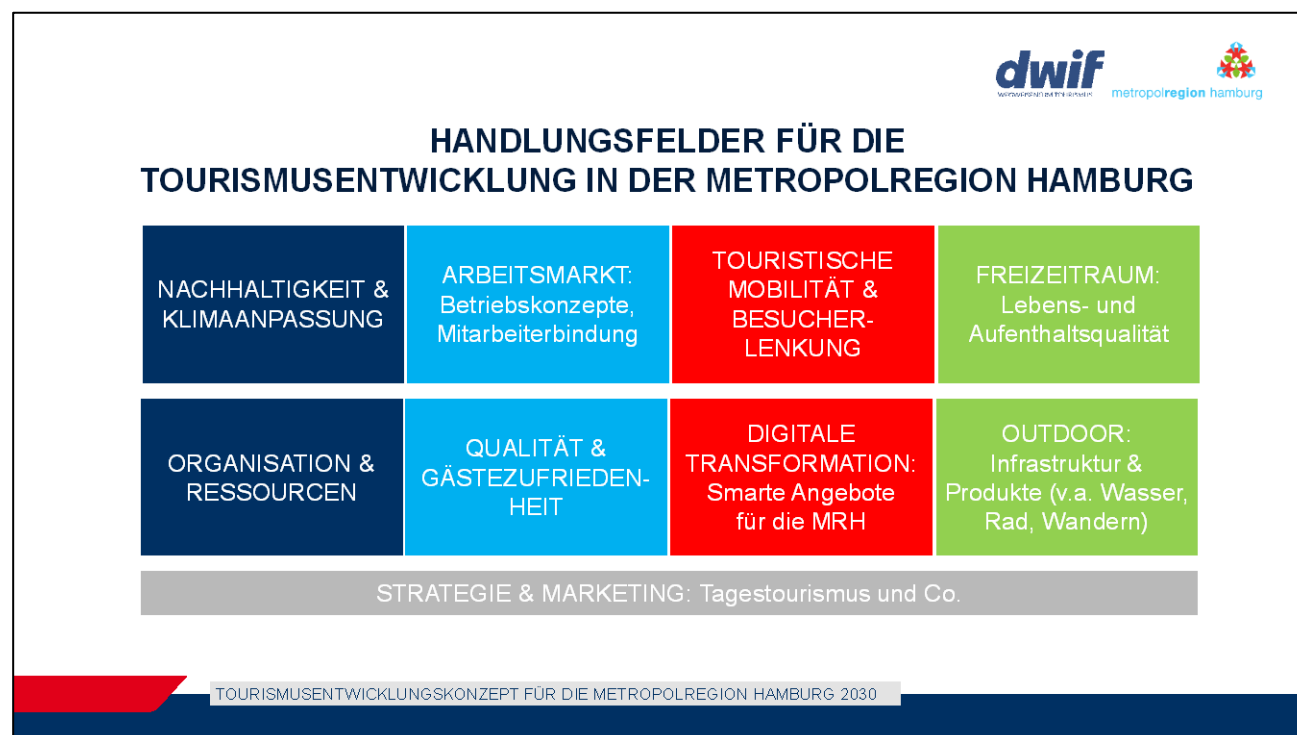 dwif
metropolregion hamburg
HANDLUNGSFELDER FÜR DIE
TOURISMUSENTWICKLUNG IN DER METROPOLREGION HAMBURG
NACHHALTIGKEIT &
KLIMAANPASSUNG
ARBEITSMARKT:
Betriebskonzepte,
Mitarbeiterbindung
TOURISTISCHE
MOBILITÄT &
BESUCHER-
LENKUNG
FREIZEITRAUM:
Lebens- und
Aufenthaltsqualität
ORGANISATION &
RESSOURCEN
QUALITÄT &
GÄSTEZUFRIEDEN-
HEIT
DIGITALE
TRANSFORMATION:
Smarte Angebote
für die MRH
OUTDOOR:
Infrastruktur &
Produkte (v.a. Wasser,
Rad, Wandern)
STRATEGIE & MARKETING: Tagestourismus und Co.
TOURISMUSENTWICKLUNGSKONZEPT FÜR DIE METROPOLREGION HAMBURG 2030